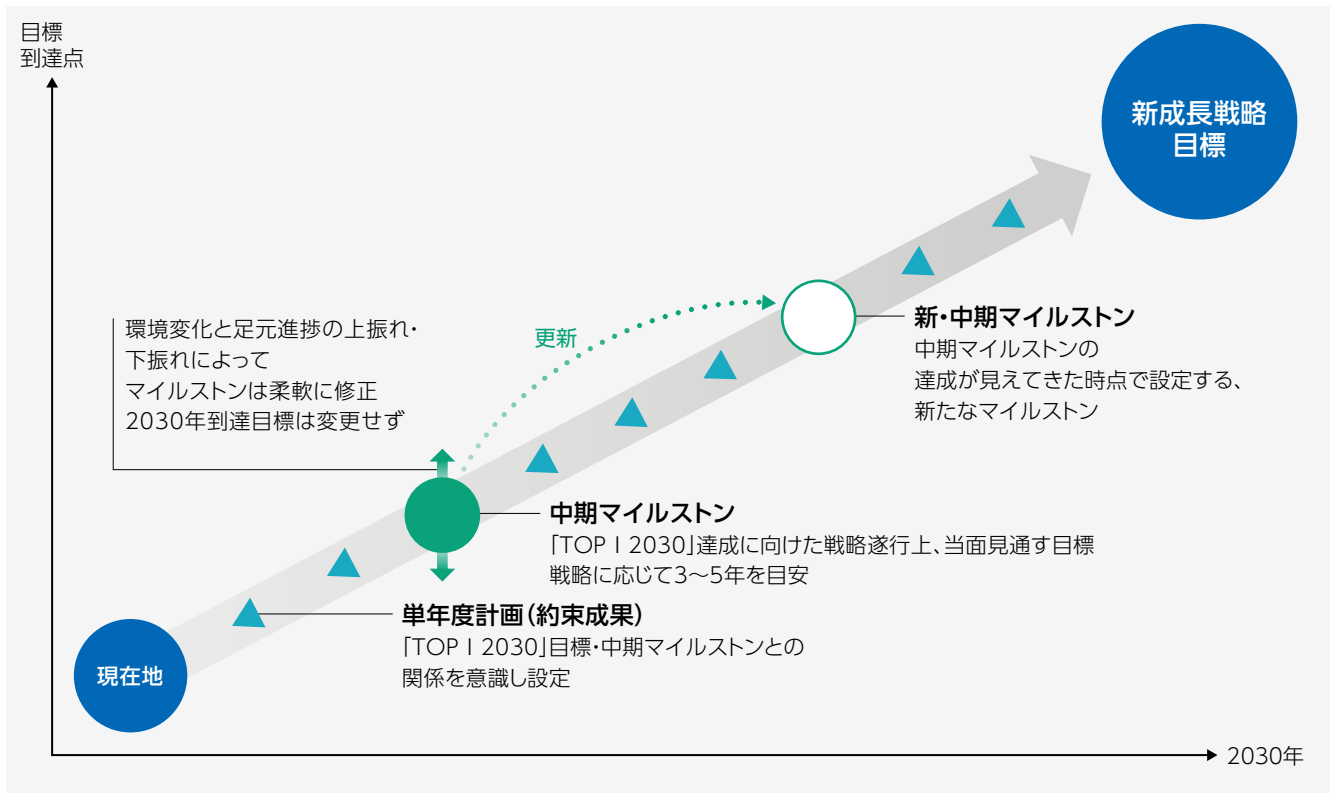 目標
到達点
新成長戦略
目標
環境変化と足元進捗の上振れ・
下振れによって
マイルストンは柔軟に修正
2030年到達目標は変更せず
更新
新・中期マイルストン
中期マイルストンの
達成が見えてきた時点で設定する、
新たなマイルストン
中期マイルストン
「TOP I 2030」達成に向けた戦略遂行上、当面見通す目標
戦略に応じて3〜5年を目安
単年度計画(約束成果)
「TOP I 2030」目標・中期マイルストンとの
関係を意識し設定
現在地
2030年